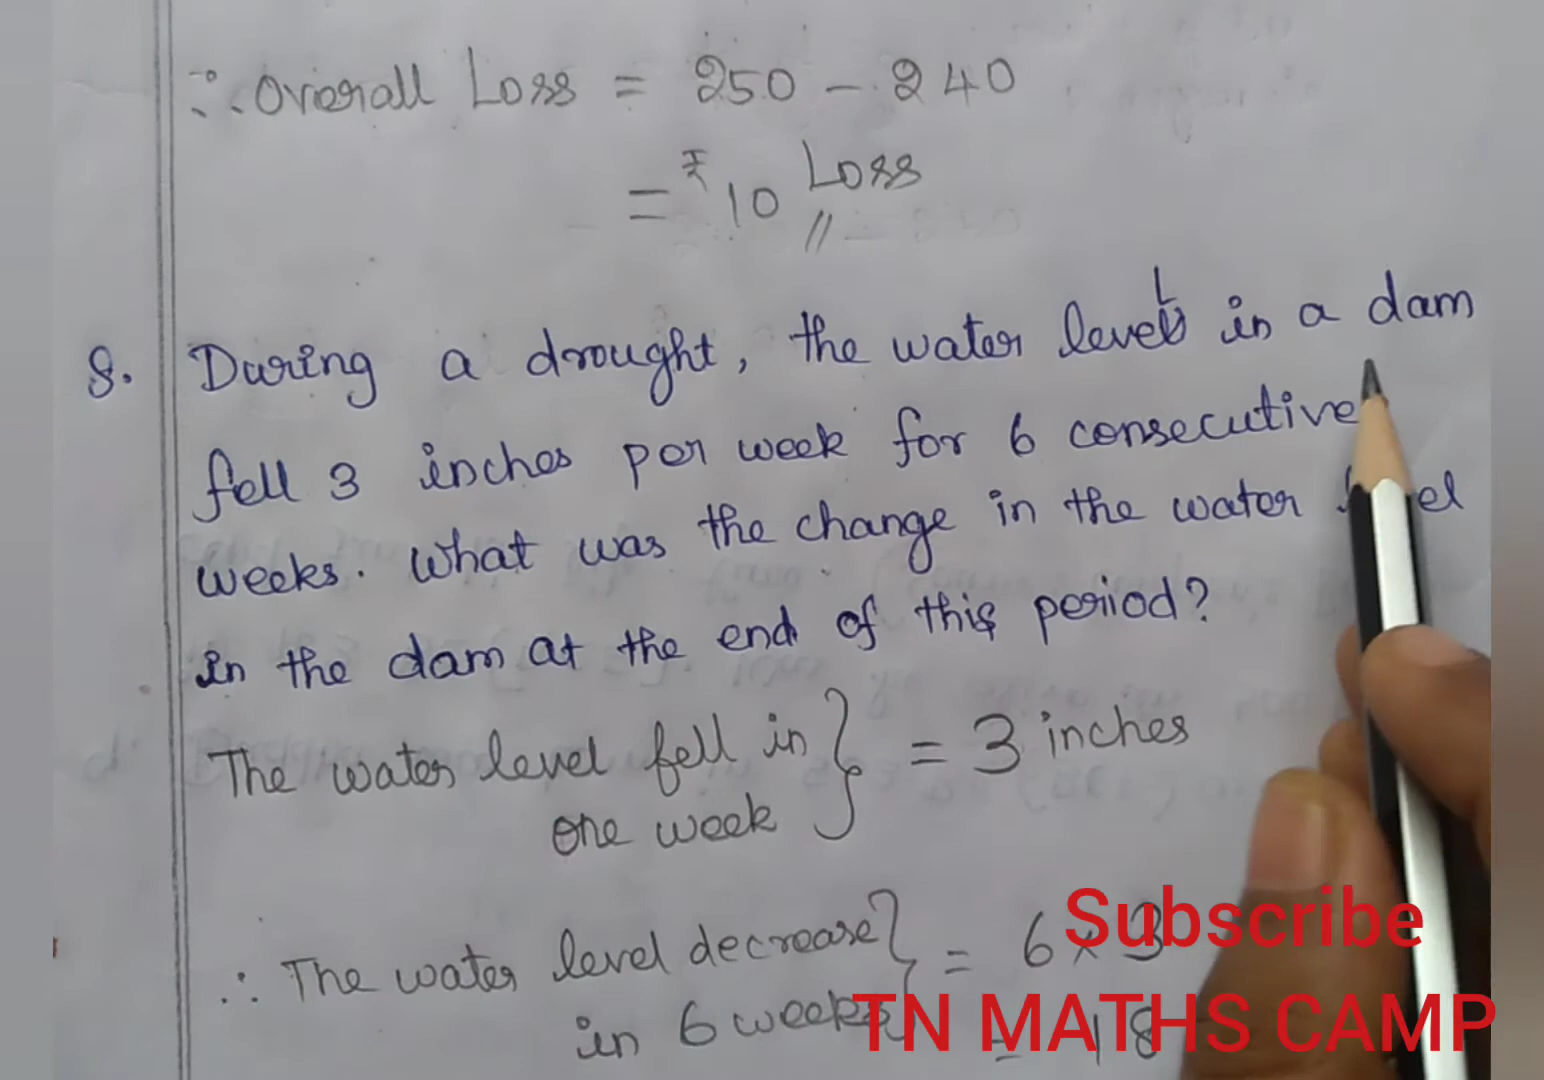 ∴ Overall Loss = 250 - 240
= ₹10 Loss
8. During a drought, the water level in a dam
fell 3 inches per week for 6 consecutive
weeks. What was the change in the water
in the dam at the end of this period?
The water level fell in } = 3 inches
one week
∴ The water level decrease } = 6 × 3
in 6 weeks = 18
Subscribe
TN MATHS CAMP